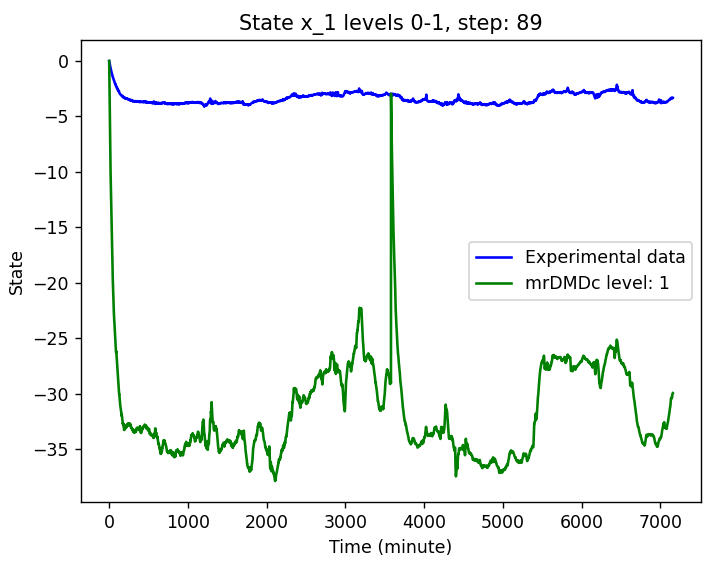 State x_1 levels 0-1, step: 89
0
−5
−10
−15
−20
−25
−30
−35
State
Experimental data
mrDMDc level: 1
0 1000 2000 3000 4000 5000 6000 7000
Time (minute)